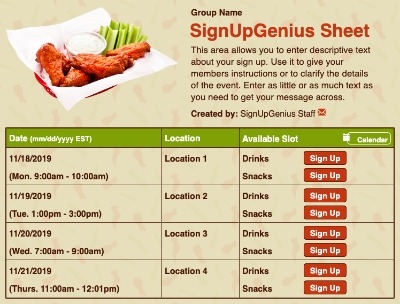 Group Name
SignUpGenius Sheet
This area allows you to enter descriptive text
about your sign up. Use it to give your
members instructions or to clarify the details
of the event. Enter as little or as much text as
you need to get your message across.
Created by: SignUpGenius Staff
Date (mm/dd/yyyy EST) Location Available Slot Calendar
11/18/2019 Location 1 Drinks Sign Up
(Mon. 9:00am - 10:00am) Snacks Sign Up
11/19/2019 Location 2 Drinks Sign Up
(Tue. 1:00pm - 3:00pm) Snacks Sign Up
11/20/2019 Location 3 Drinks Sign Up
(Wed. 7:00am - 9:00am) Snacks Sign Up
11/21/2019 Location 4 Drinks Sign Up
(Thurs. 11:00am - 12:01pm) Snacks Sign Up